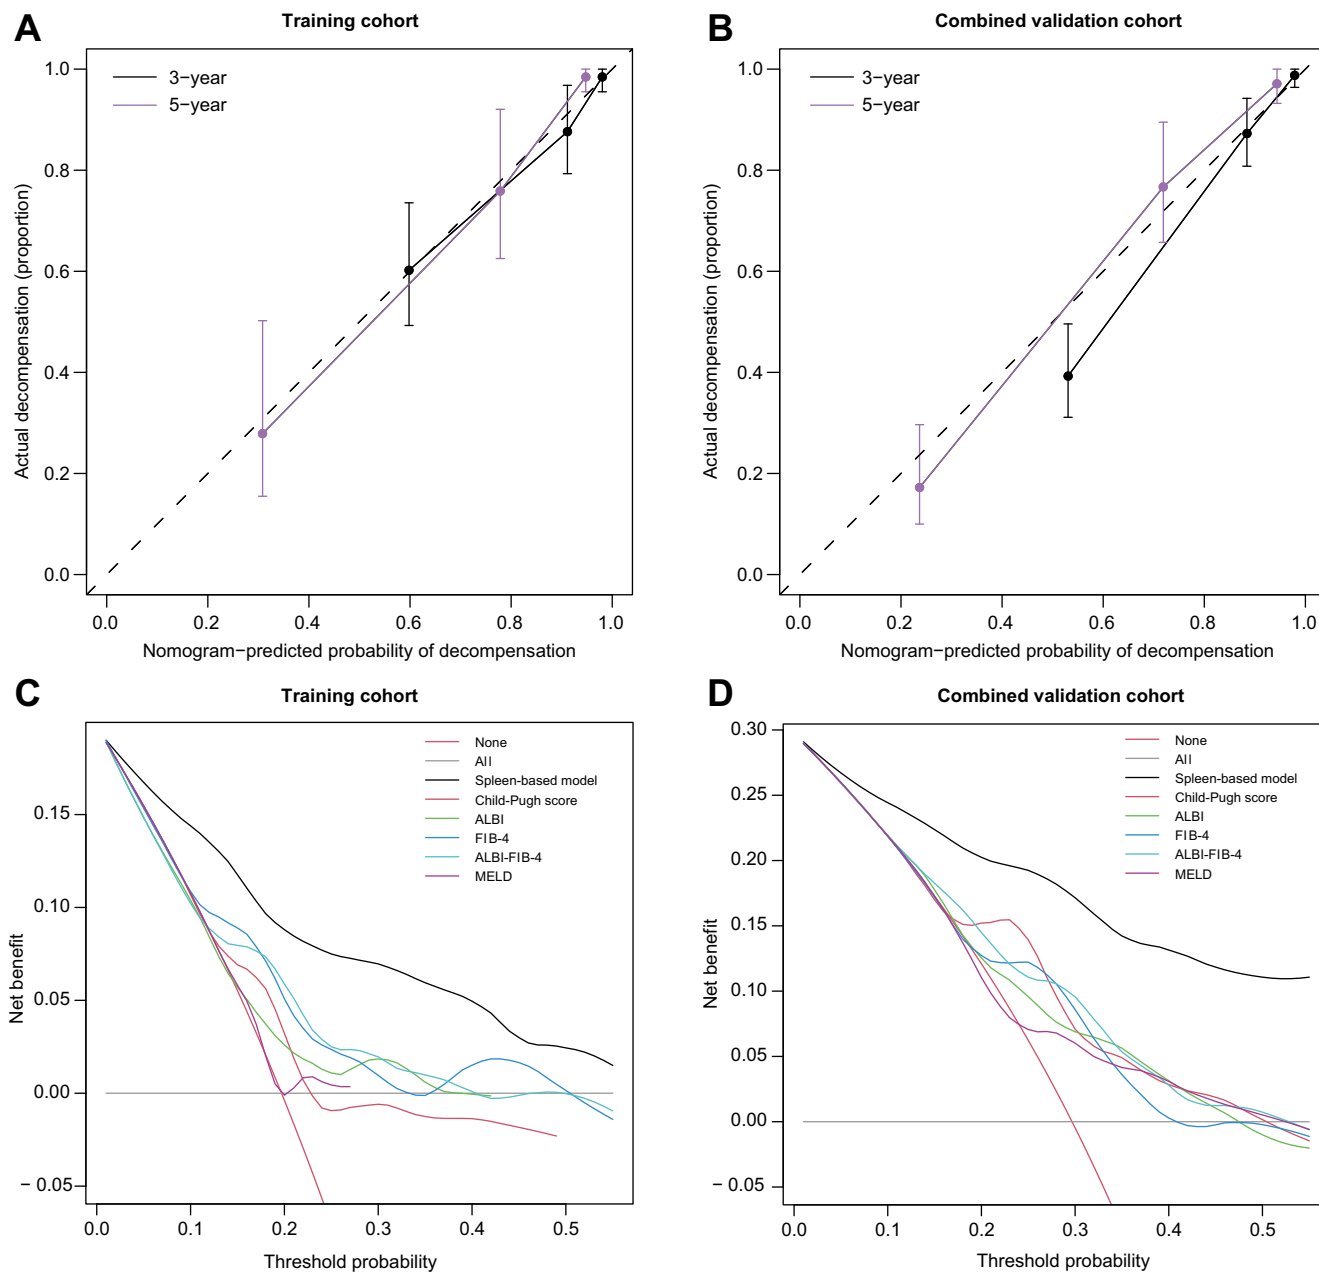 A
Training cohort
3−year
5−year
Actual decompensation (proportion)
1.0
0.8
0.6
0.4
0.2
0.0
0.0 0.2 0.4 0.6 0.8 1.0
Nomogram−predicted probability of decompensation
B
Combined validation cohort
3−year
5−year
Actual decompensation (proportion)
1.0
0.8
0.6
0.4
0.2
0.0
0.0 0.2 0.4 0.6 0.8 1.0
Nomogram−predicted probability of decompensation
C
Training cohort
None
All
Spleen-based model
Child-Pugh score
ALBI
FIB-4
ALBI-FIB-4
MELD
Net benefit
0.15
0.10
0.05
0.00
− 0.05
0.0 0.1 0.2 0.3 0.4 0.5
Threshold probability
D
Combined validation cohort
None
All
Spleen-based model
Child-Pugh score
ALBI
FIB-4
ALBI-FIB-4
MELD
Net benefit
0.30
0.25
0.20
0.15
0.10
0.05
0.00
− 0.05
0.0 0.1 0.2 0.3 0.4 0.5
Threshold probability